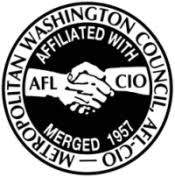 METROPOLITAN WASHINGTON COUNCIL, AFL-CIO —
AFFILIATED WITH
AFL CIO
MERGED 1957